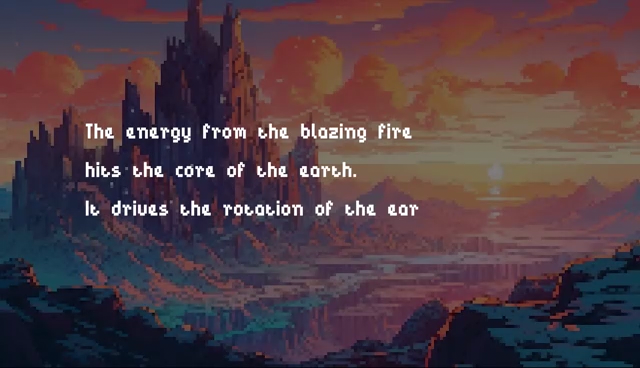 The energy from the blazing fire
hits the core of the earth.
It drives the rotation of the ear